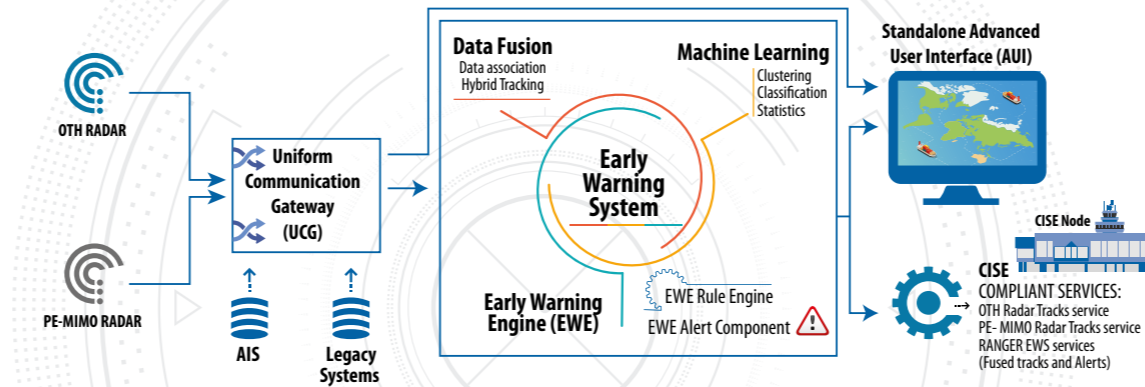 OTH RADAR
PE-MIMO RADAR
Uniform
Communication
Gateway
(UCG)
AIS
Legacy
Systems
Data Fusion
Data association
Hybrid Tracking
Machine Learning
Clustering
Classification
Statistics
Early
Warning
System
Early Warning
Engine (EWE)
EWE Rule Engine
EWE Alert Component
Standalone Advanced
User Interface (AUI)
CISE Node
CISE
COMPLIANT SERVICES:
OTH Radar Tracks service
PE- MIMO Radar Tracks service
RANGER EWS services
(Fused tracks and Alerts)